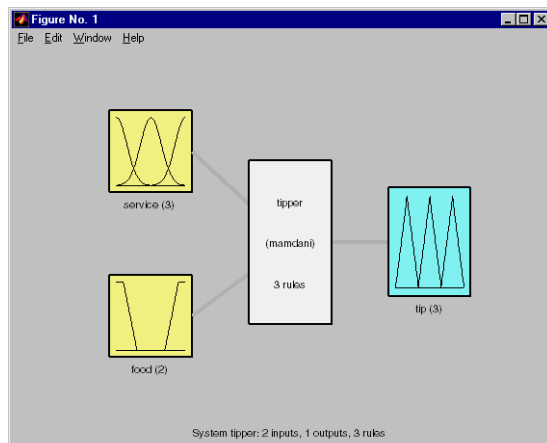 Figure No. 1
File Edit Window Help
service (3)
tipper
(mamdani)
3 rules
tip (3)
food (2)
System tipper: 2 inputs, 1 outputs, 3 rules